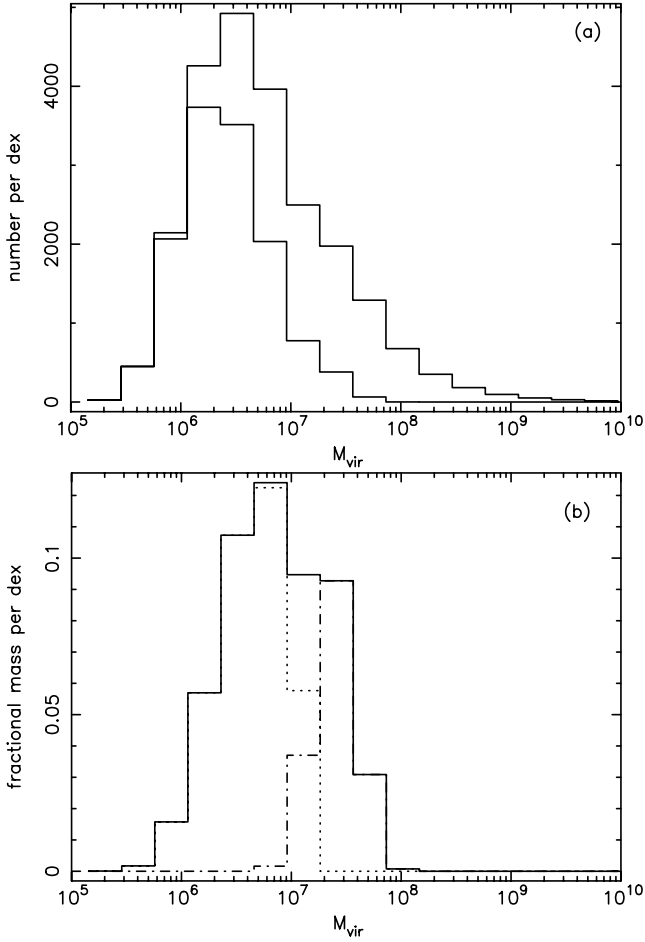 (a)
number per dex
4000
2000
0
10^5 10^6 10^7 10^8 10^9 10^10
M_vir
(b)
fractional mass per dex
0.1
0.05
0
10^5 10^6 10^7 10^8 10^9 10^10
M_vir